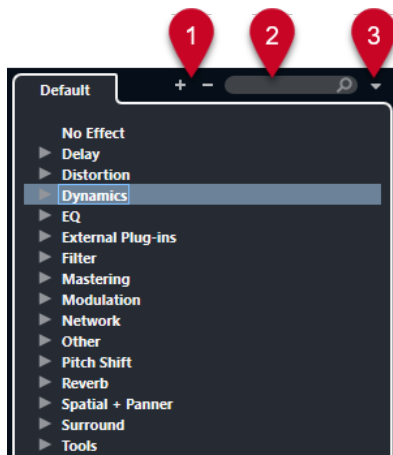 1 2 3
Default + −
No Effect
Delay
Distortion
Dynamics
EQ
External Plug-ins
Filter
Mastering
Modulation
Network
Other
Pitch Shift
Reverb
Spatial + Panner
Surround
Tools